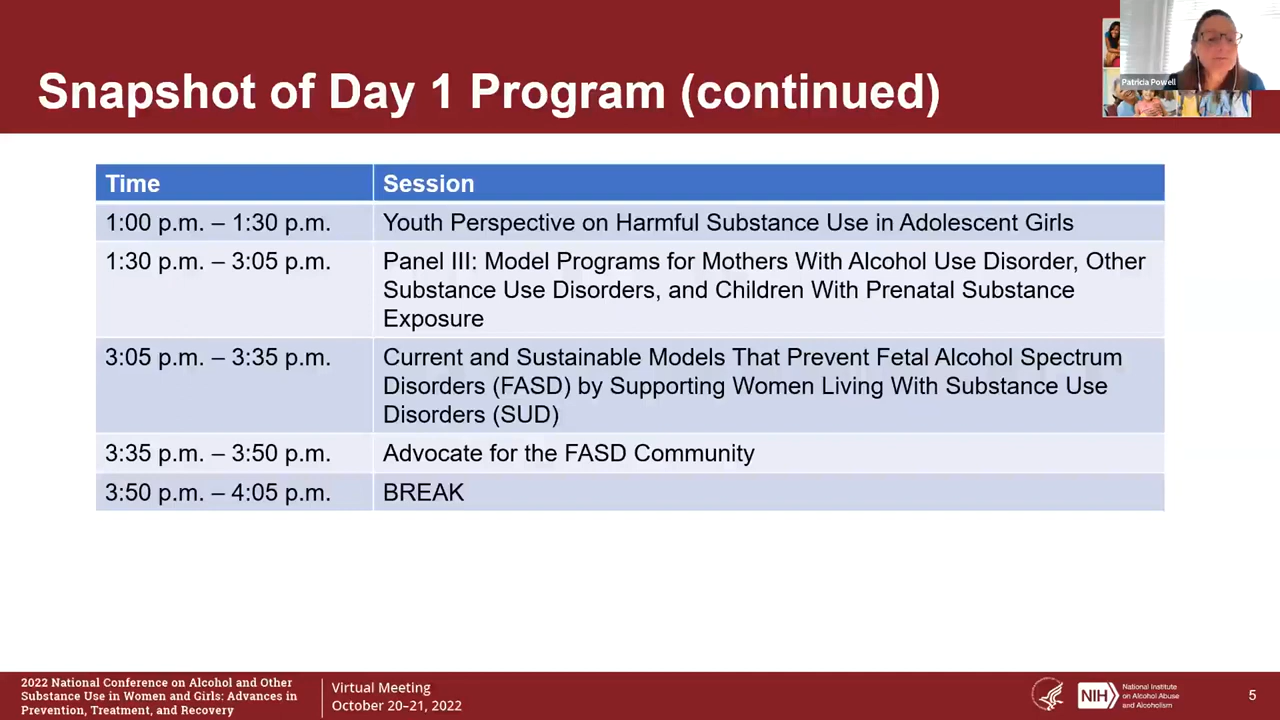 Snapshot of Day 1 Program (continued)
Patricia Powell
Time Session
1:00 p.m. – 1:30 p.m. Youth Perspective on Harmful Substance Use in Adolescent Girls
1:30 p.m. – 3:05 p.m. Panel III: Model Programs for Mothers With Alcohol Use Disorder, Other
Substance Use Disorders, and Children With Prenatal Substance
Exposure
3:05 p.m. – 3:35 p.m. Current and Sustainable Models That Prevent Fetal Alcohol Spectrum
Disorders (FASD) by Supporting Women Living With Substance Use
Disorders (SUD)
3:35 p.m. – 3:50 p.m. Advocate for the FASD Community
3:50 p.m. – 4:05 p.m. BREAK
2022 National Conference on Alcohol and Other
Substance Use in Women and Girls: Advances in
Prevention, Treatment, and Recovery
Virtual Meeting
October 20–21, 2022
NIH
National Institute
on Alcohol Abuse
and Alcoholism
5